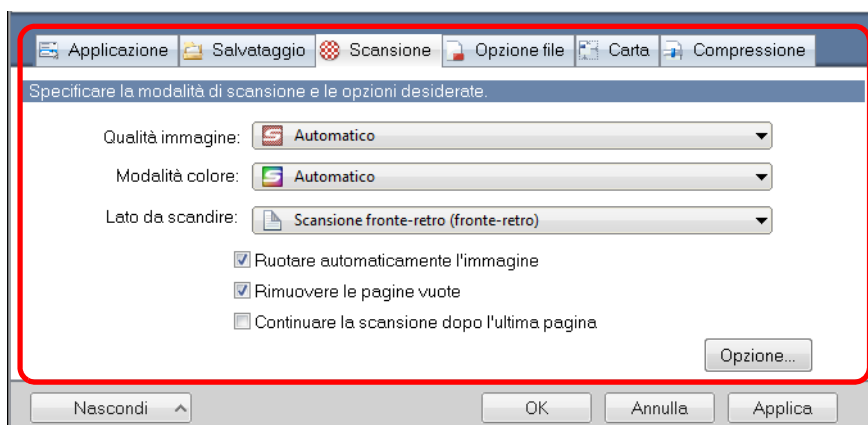 Applicazione Salvataggio Scansione Opzione file Carta Compressione
Specificare la modalità di scansione e le opzioni desiderate.
Qualità immagine: Automatico
Modalità colore: Automatico
Lato da scandire: Scansione fronte-retro (fronte-retro)
Ruotare automaticamente l'immagine
Rimuovere le pagine vuote
Continuare la scansione dopo l'ultima pagina
Opzione...
Nascondi OK Annulla Applica